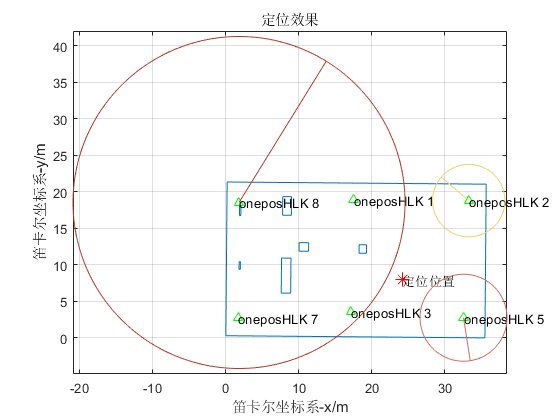 定位效果
笛卡尔坐标系-y/m
40
35
30
25
20
15
10
5
0
oneposHLK 8
oneposHLK 1
oneposHLK 2
定位位置
oneposHLK 7
oneposHLK 3
oneposHLK 5
-20
-10
0
10
20
30
笛卡尔坐标系-x/m